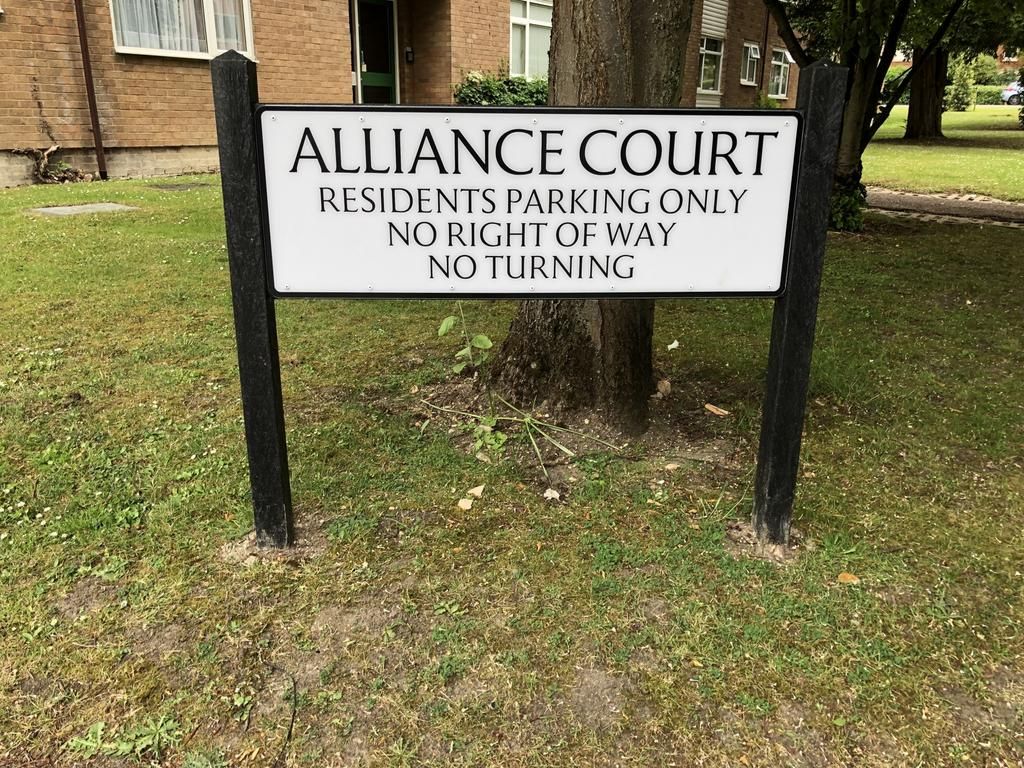 ALLIANCE COURT
RESIDENTS PARKING ONLY
NO RIGHT OF WAY
NO TURNING